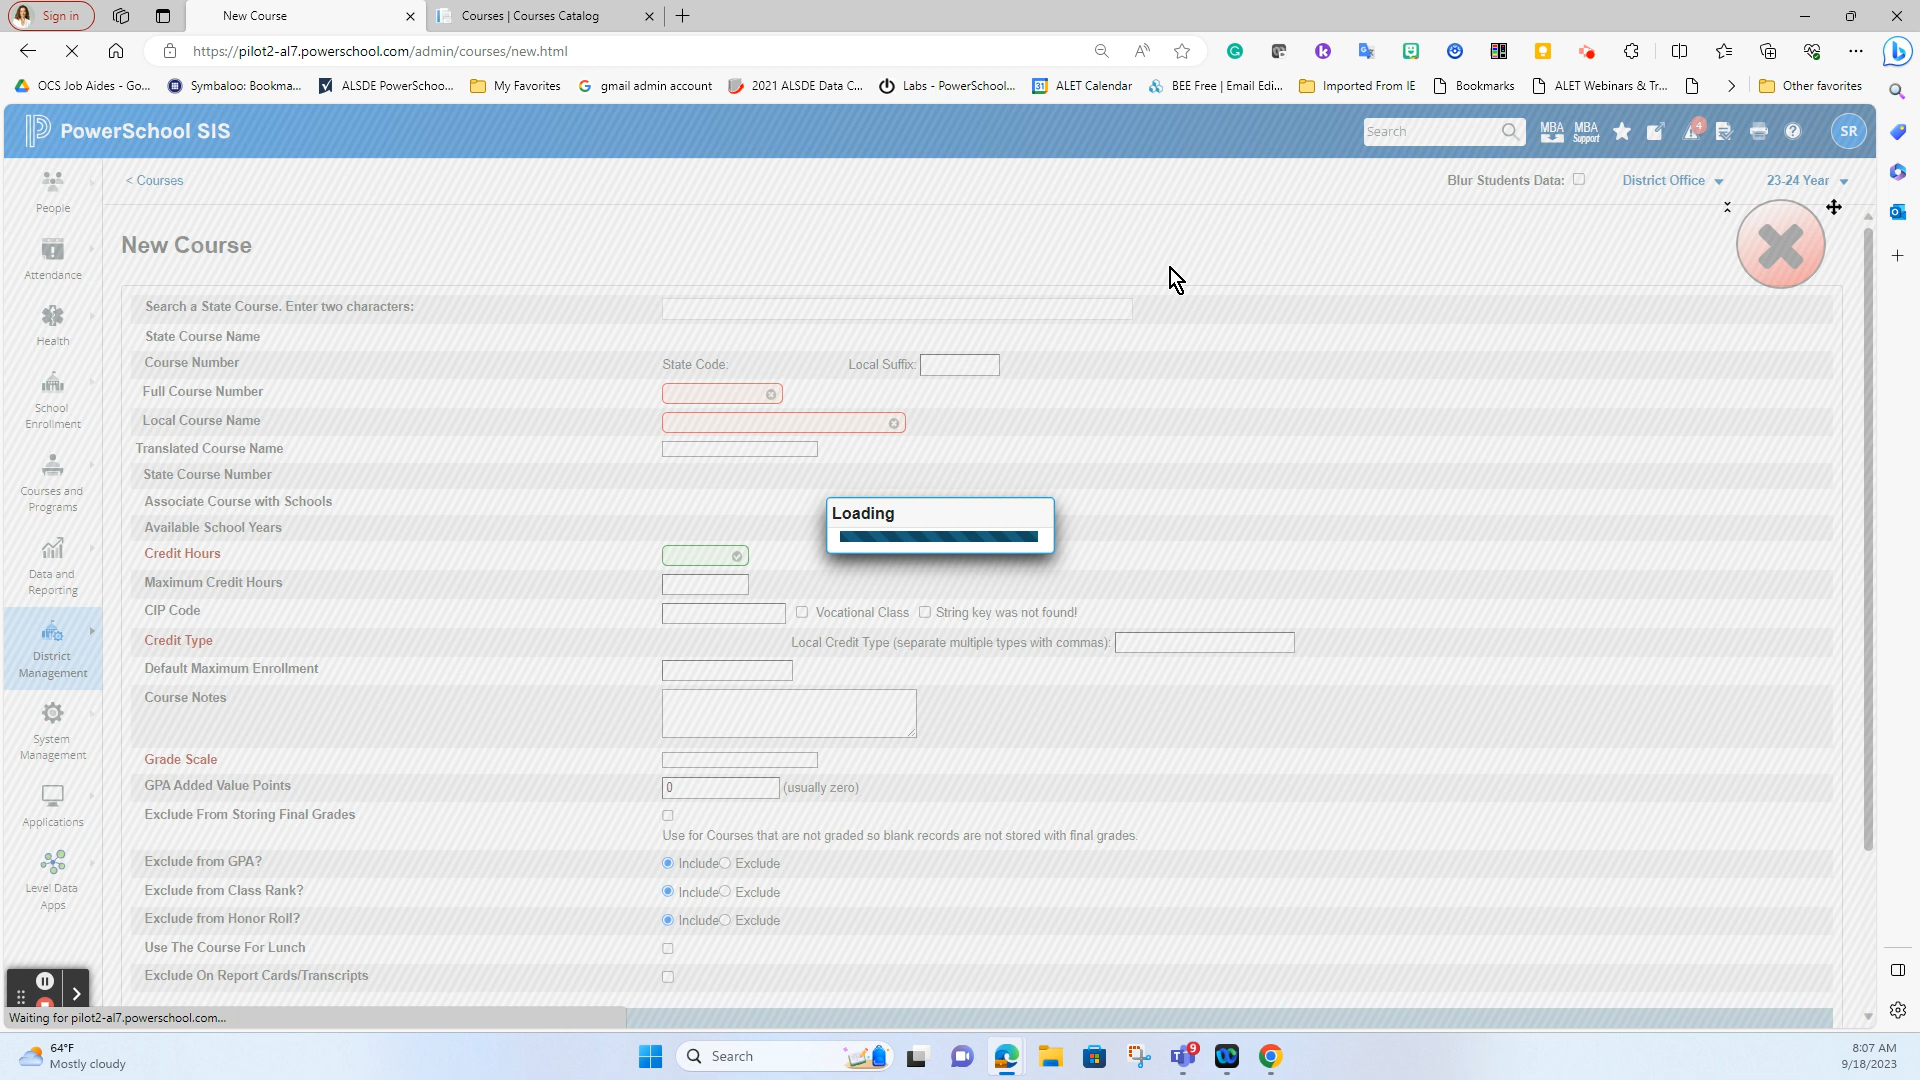 Sign in
New Course
Courses | Courses Catalog
https://pilot2-al7.powerschool.com/admin/courses/new.html
OCS Job Aides - Go...
Symbaloo: Bookma...
ALSDE PowerSchoo...
My Favorites
gmail admin account
2021 ALSDE Data C...
Labs - PowerSchool...
ALET Calendar
BEE Free | Email Edi...
Imported From IE
Bookmarks
ALET Webinars & Tr...
Other favorites
PowerSchool SIS
Search
MBA
MBA Support
4
SR
< Courses
Blur Students Data:
District Office
23-24 Year
People
Attendance
Health
School Enrollment
Courses and Programs
Data and Reporting
District Management
System Management
Applications
Level Data Apps
New Course
Search a State Course. Enter two characters:
State Course Name
Course Number
State Code:
Local Suffix:
Full Course Number
Local Course Name
Translated Course Name
State Course Number
Associate Course with Schools
Available School Years
Loading
Credit Hours
Maximum Credit Hours
CIP Code
Vocational Class
String key was not found!
Credit Type
Local Credit Type (separate multiple types with commas):
Default Maximum Enrollment
Course Notes
Grade Scale
GPA Added Value Points
0
(usually zero)
Exclude From Storing Final Grades
Use for Courses that are not graded so blank records are not stored with final grades.
Exclude from GPA?
Include Exclude
Exclude from Class Rank?
Include Exclude
Exclude from Honor Roll?
Include Exclude
Use The Course For Lunch
Exclude On Report Cards/Transcripts
Waiting for pilot2-al7.powerschool.com...
64°F
Mostly cloudy
Search
9
8:07 AM
9/18/2023